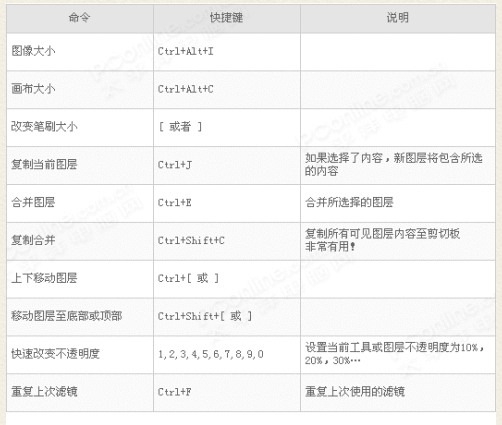 命令 快捷键 说明
图像大小 Ctrl+Alt+I
画布大小 Ctrl+Alt+C
改变笔刷大小 [ 或者 ]
复制当前图层 Ctrl+J 如果选择了内容，新图层将包含所选
的内容
合并图层 Ctrl+E 合并所选择的图层
复制合并 Ctrl+Shift+C 复制所有可见图层内容至剪切板
非常有用！
上下移动图层 Ctrl+[ 或 ]
移动图层至底部或顶部 Ctrl+Shift+[ 或 ]
快速改变不透明度 1,2,3,4,5,6,7,8,9,0 设置当前工具或图层不透明度为10%，
20%，30%…
重复上次滤镜 Ctrl+F 重复上次使用的滤镜